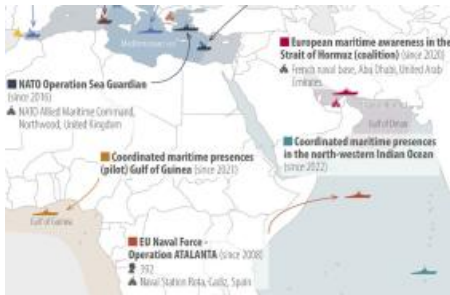 Mediterranean
European maritime awareness in the
Strait of Hormuz (coalition) (since 2020)
French naval base, Abu Dhabi, United Arab
Emirates
NATO Operation Sea Guardian
(since 2016)
NATO Allied Maritime Command,
Northwood, United Kingdom
Gulf of Oman
Coordinated maritime presences
in the north-western Indian Ocean
(since 2022)
Coordinated maritime presences
(pilot) Gulf of Guinea (since 2021)
Gulf of Guinea
EU Naval Force -
Operation ATALANTA (since 2008)
392
Naval Station Rota, Cadiz, Spain